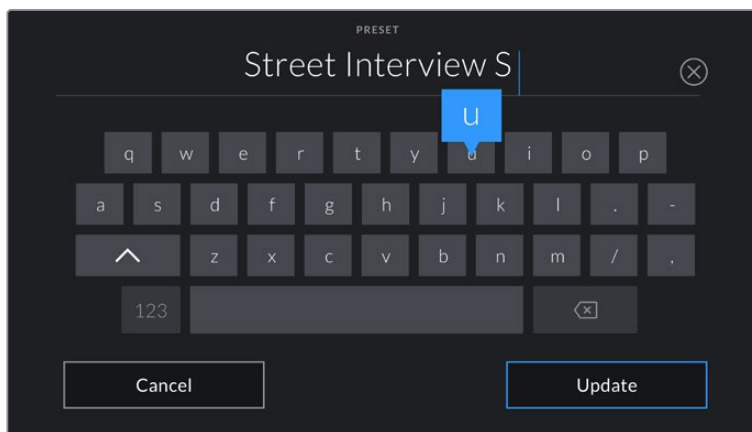 PRESET
Street Interview S
u
q w e r t y u i o p
a s d f g h j k l . -
z x c v b n m / ,
123
Cancel Update